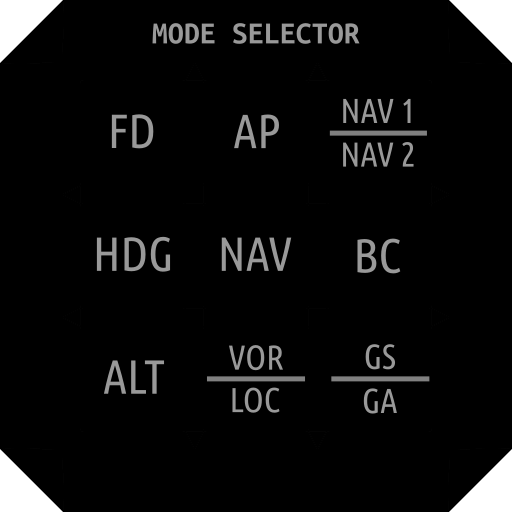 MODE SELECTOR
FD AP NAV 1
NAV 2
HDG NAV BC
ALT VOR GS
LOC GA